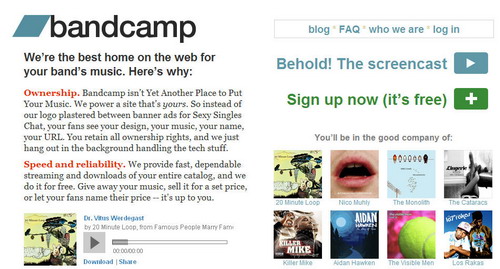 bandcamp
blog * FAQ * who we are * log in
We're the best home on the web for
your band's music. Here's why:
Ownership. Bandcamp isn't Yet Another Place to Put
Your Music. We power a site that's yours. So instead of
our logo plastered between banner ads for Sexy Singles
Chat, your fans see your design, your music, your name,
your URL. You retain all ownership rights, and we just
hang out in the background handling the tech stuff.
Speed and reliability. We provide fast, dependable
streaming and downloads of your entire catalog, and we
do it for free. Give away your music, sell it for a set price,
or let your fans name their price -- it's up to you.
Dr. Vitus Werdegast
by 20 Minute Loop, from Famous People Marry Fam
00:00/00:00
Download | Share
Behold! The screencast
Sign up now (it's free)
You'll be in the good company of:
20 Minute Loop
Nico Muhly
The Monolith
The Cataracs
KILLER
MIKE
AIDAN
HAWKEN
Killer Mike
Aidan Hawken
The Visible Men
Los Rakas